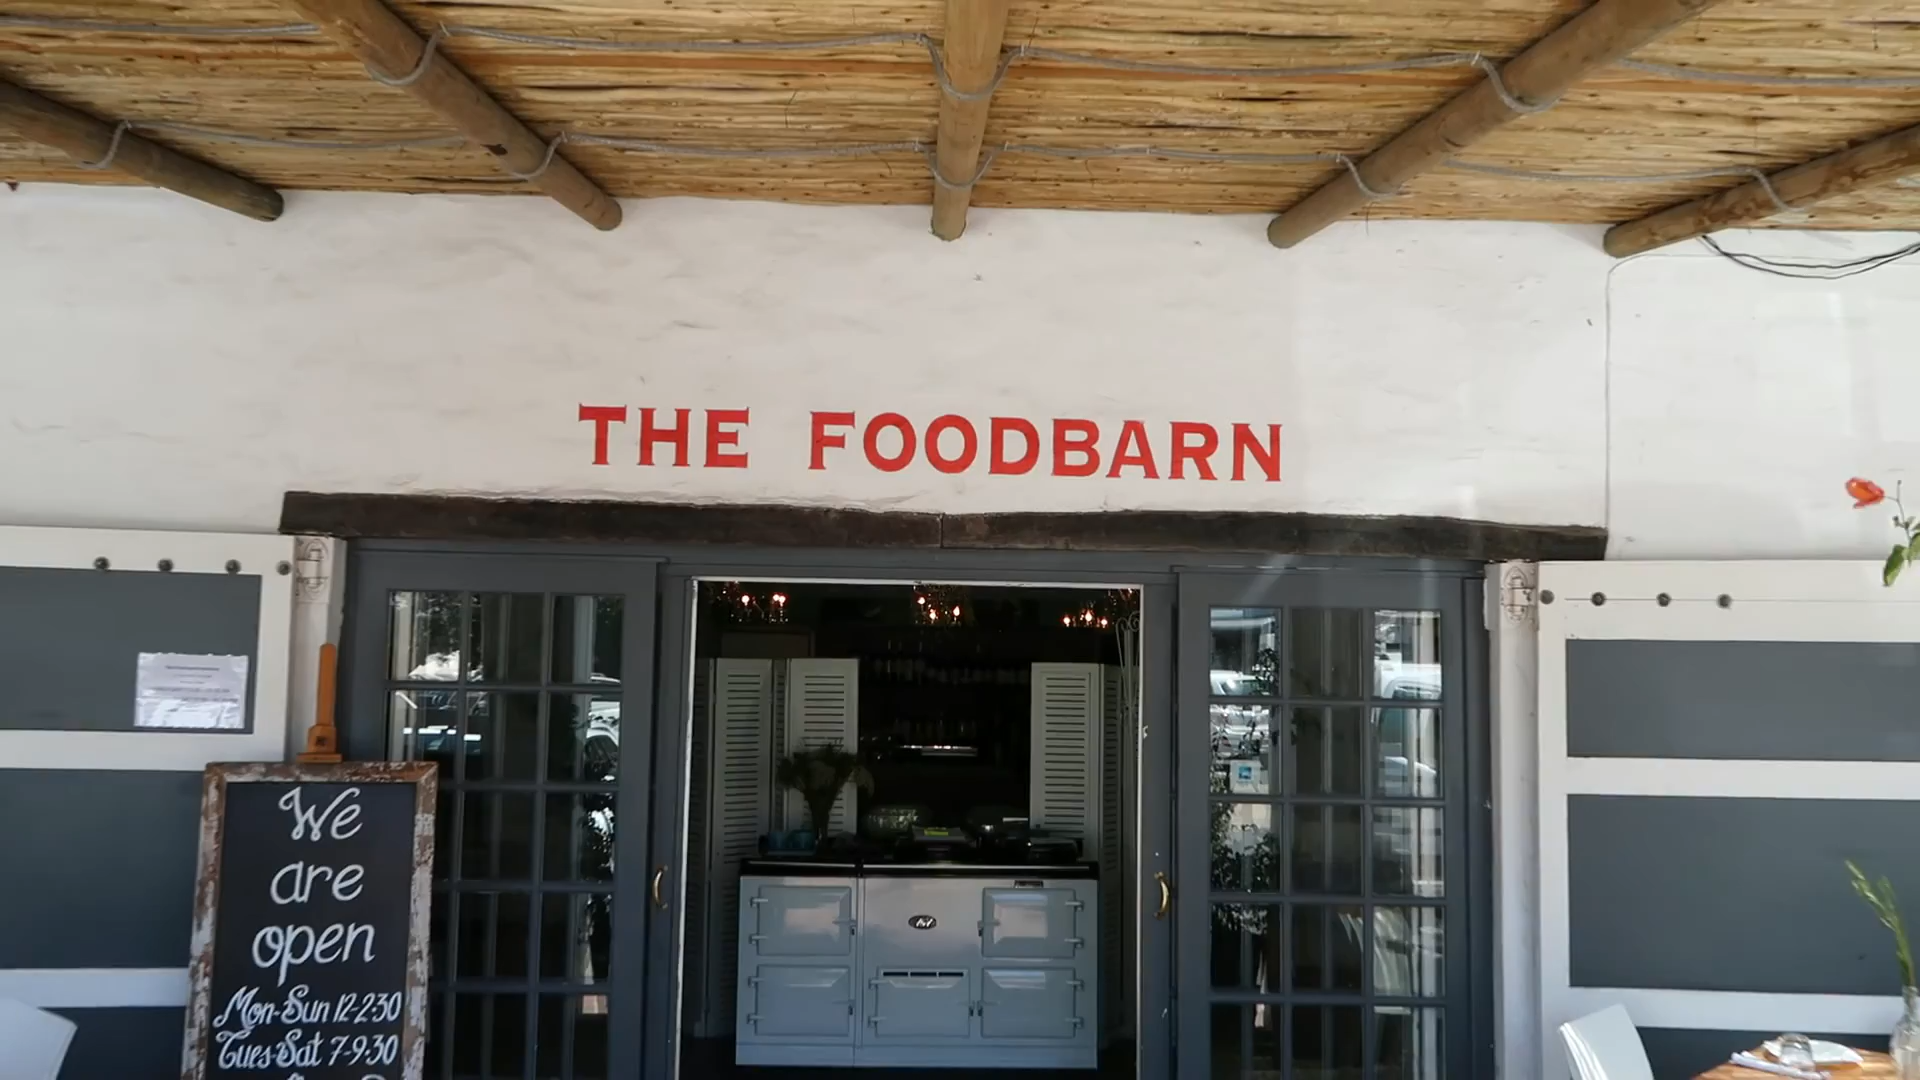 THE FOODBARN
We
are
open
Mon-Sun 12-2:30
Tues-Sat 7-9:30